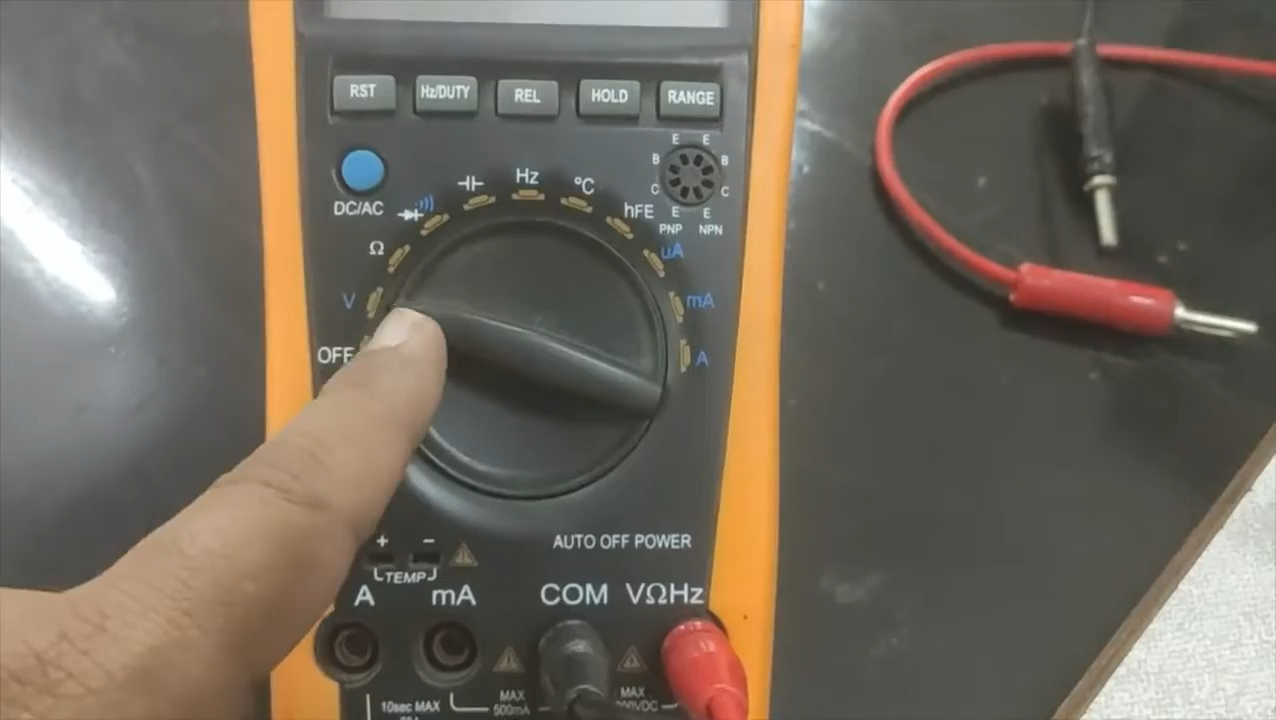 RST Hz/DUTY REL HOLD RANGE
E E
B B
C C
E E
PNP NPN
DC/AC
Hz
°C
hFE
Ω
uA
V
mA
OFF
A
+ −
TEMP
AUTO OFF POWER
A mA COM VΩHz
10sec MAX
MAX
500mA
MAX